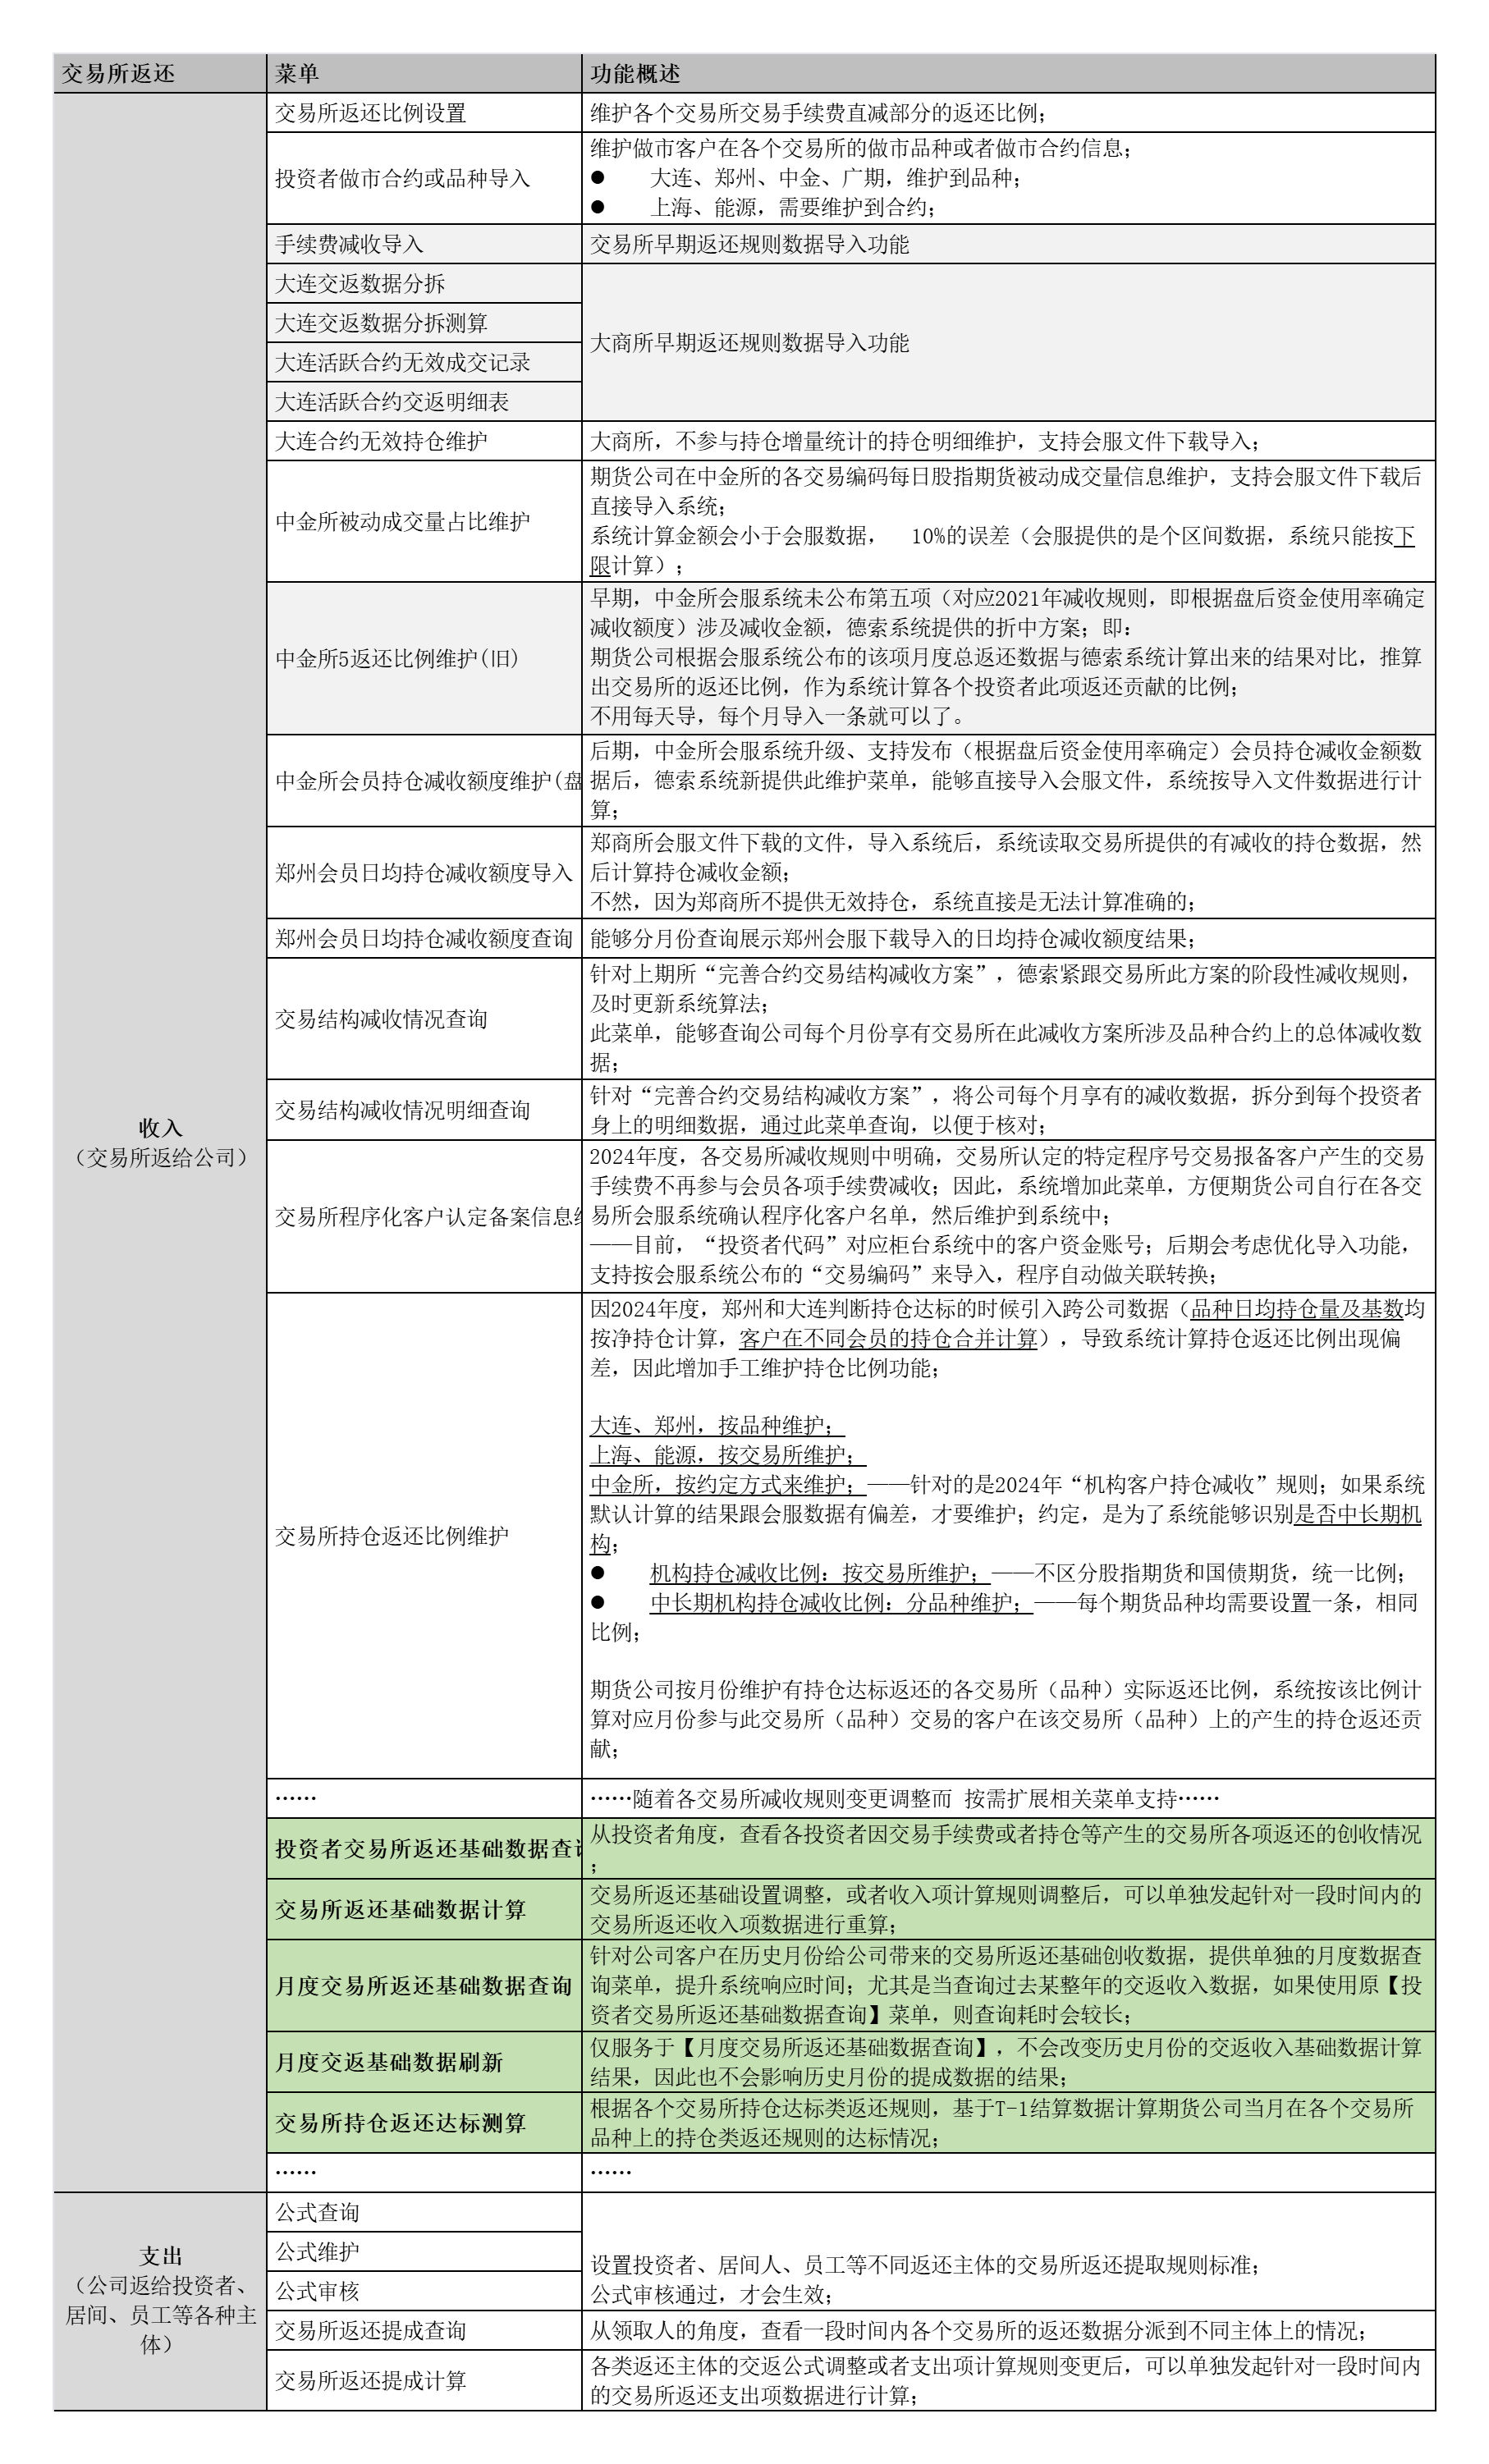 交易所返还 菜单 功能概述
收入
（交易所返给公司）
交易所返还比例设置 维护各个交易所交易手续费直减部分的返还比例；
投资者做市合约或品种导入
维护做市客户在各个交易所的做市品种或者做市合约信息；
● 大连、郑州、中金、广期，维护到品种；
● 上海、能源，需要维护到合约；
手续费减收导入 交易所早期返还规则数据导入功能
大连交返数据分拆
大连交返数据分拆测算
大连活跃合约无效成交记录
大连活跃合约交返明细表
大商所早期返还规则数据导入功能
大连合约无效持仓维护 大商所，不参与持仓增量统计的持仓明细维护，支持会服文件下载导入；
中金所被动成交量占比维护
期货公司在中金所的各交易编码每日股指期货被动成交量信息维护，支持会服文件下载后
直接导入系统；
系统计算金额会小于会服数据， 10%的误差（会服提供的是个区间数据，系统只能按下
限计算）；
中金所5返还比例维护(旧)
早期，中金所会服系统未公布第五项（对应2021年减收规则，即根据盘后资金使用率确定
减收额度）涉及减收金额，德索系统提供的折中方案；即：
期货公司根据会服系统公布的该项月度总返还数据与德索系统计算出来的结果对比，推算
出交易所的返还比例，作为系统计算各个投资者此项返还贡献的比例；
不用每天导，每个月导入一条就可以了。
中金所会员持仓减收额度维护(盘
后期，中金所会服系统升级、支持发布（根据盘后资金使用率确定）会员持仓减收金额数
据后，德索系统新提供此维护菜单，能够直接导入会服文件，系统按导入文件数据进行计
算；
郑州会员日均持仓减收额度导入
郑商所会服文件下载的文件，导入系统后，系统读取交易所提供的有减收的持仓数据，然
后计算持仓减收金额；
不然，因为郑商所不提供无效持仓，系统直接是无法计算准确的；
郑州会员日均持仓减收额度查询 能够分月份查询展示郑州会服下载导入的日均持仓减收额度结果；
交易结构减收情况查询
针对上期所“完善合约交易结构减收方案”，德索紧跟交易所此方案的阶段性减收规则，
及时更新系统算法；
此菜单，能够查询公司每个月份享有交易所在此减收方案所涉及品种合约上的总体减收数
据；
交易结构减收情况明细查询
针对“完善合约交易结构减收方案”，将公司每个月享有的减收数据，拆分到每个投资者
身上的明细数据，通过此菜单查询，以便于核对；
交易所程序化客户认定备案信息
2024年度，各交易所减收规则中明确，交易所认定的特定程序号交易报备客户产生的交易
手续费不再参与会员各项手续费减收；因此，系统增加此菜单，方便期货公司自行在各交
易所会服系统确认程序化客户名单，然后维护到系统中；
——目前，“投资者代码”对应柜台系统中的客户资金账号；后期会考虑优化导入功能，
支持按会服系统公布的“交易编码”来导入，程序自动做关联转换；
交易所持仓返还比例维护
因2024年度，郑州和大连判断持仓达标的时候引入跨公司数据（品种日均持仓量及基数均
按净持仓计算，客户在不同会员的持仓合并计算），导致系统计算持仓返还比例出现偏
差，因此增加手工维护持仓比例功能；
大连、郑州，按品种维护；
上海、能源，按交易所维护；
中金所，按约定方式来维护；——针对的是2024年“机构客户持仓减收”规则；如果系统
默认计算的结果跟会服数据有偏差，才要维护；约定，是为了系统能够识别是否中长期机
构；
● 机构持仓减收比例：按交易所维护；——不区分股指期货和国债期货，统一比例；
● 中长期机构持仓减收比例：分品种维护；——每个期货品种均需要设置一条，相同
比例；
期货公司按月份维护有持仓达标返还的各交易所（品种）实际返还比例，系统按该比例计
算对应月份参与此交易所（品种）交易的客户在该交易所（品种）上的产生的持仓返还贡
献；
…… ……随着各交易所减收规则变更调整而 按需扩展相关菜单支持……
投资者交易所返还基础数据查
从投资者角度，查看各投资者因交易手续费或者持仓等产生的交易所各项返还的创收情况
；
交易所返还基础数据计算
交易所返还基础设置调整，或者收入项计算规则调整后，可以单独发起针对一段时间内的
交易所返还收入项数据进行重算；
月度交易所返还基础数据查询
针对公司客户在历史月份给公司带来的交易所返还基础创收数据，提供单独的月度数据查
询菜单，提升系统响应时间；尤其是当查询过去某整年的交返收入数据，如果使用原【投
资者交易所返还基础数据查询】菜单，则查询耗时会较长；
月度交返基础数据刷新
仅服务于【月度交易所返还基础数据查询】，不会改变历史月份的交返收入基础数据计算
结果，因此也不会影响历史月份的提成数据的结果；
交易所持仓返还达标测算
根据各个交易所持仓达标类返还规则，基于T-1结算数据计算期货公司当月在各个交易所
品种上的持仓类返还规则的达标情况；
…… ……
支出
（公司返给投资者、
居间、员工等各种主
体）
公式查询
公式维护
公式审核
设置投资者、居间人、员工等不同返还主体的交易所返还提取规则标准；
公式审核通过，才会生效；
交易所返还提成查询 从领取人的角度，查看一段时间内各个交易所的返还数据分派到不同主体上的情况；
交易所返还提成计算
各类返还主体的交返公式调整或者支出项计算规则变更后，可以单独发起针对一段时间内
的交易所返还支出项数据进行计算；